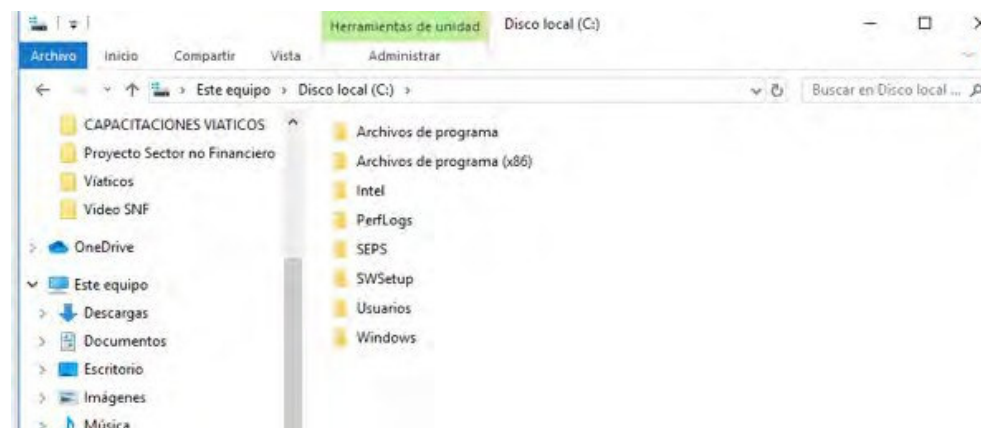 Herramientas de unidad Disco local (C:)
Archivo Inicio Compartir Vista Administrar
Este equipo > Disco local (C:) >
Buscar en Disco local ...
CAPACITACIONES VIATICOS
Proyecto Sector no Financiero
Víaticos
Video SNF
OneDrive
Este equipo
Descargas
Documentos
Escritorio
Imágenes
Música
Archivos de programa
Archivos de programa (x86)
Intel
PerfLogs
SEPS
SWSetup
Usuarios
Windows